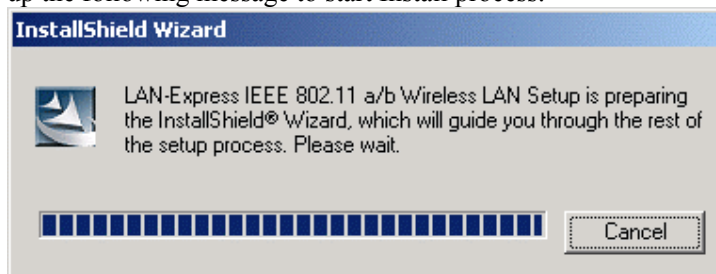 up the following message to start install process.
InstallShield Wizard
LAN-Express IEEE 802.11 a/b Wireless LAN Setup is preparing
the InstallShield® Wizard, which will guide you through the rest of
the setup process. Please wait.
Cancel